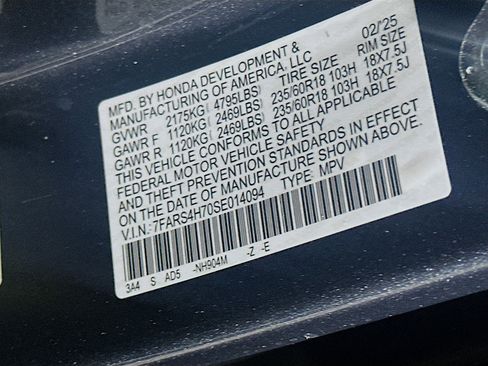 MFD. BY HONDA DEVELOPMENT &
MANUFACTURING OF AMERICA, LLC 02/'25
GVWR 2175KG( 4795LBS) TIRE SIZE RIM SIZE
GAWR F 1120KG( 2469LBS) 235/60R18 103H 18X7.5J
GAWR R 1120KG( 2469LBS) 235/60R18 103H 18X7.5J
THIS VEHICLE CONFORMS TO ALL APPLICABLE
FEDERAL MOTOR VEHICLE SAFETY
AND THEFT PREVENTION STANDARDS IN EFFECT
ON THE DATE OF MANUFACTURE SHOWN ABOVE.
V.I.N.:7FARS4H70SE014094 TYPE: MPV
3A4 S AD5 -NH904M -Z -E